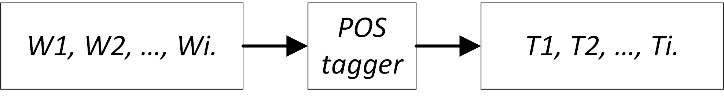 W1, W2, ..., Wi.
POS
tagger
T1, T2, ..., Ti.